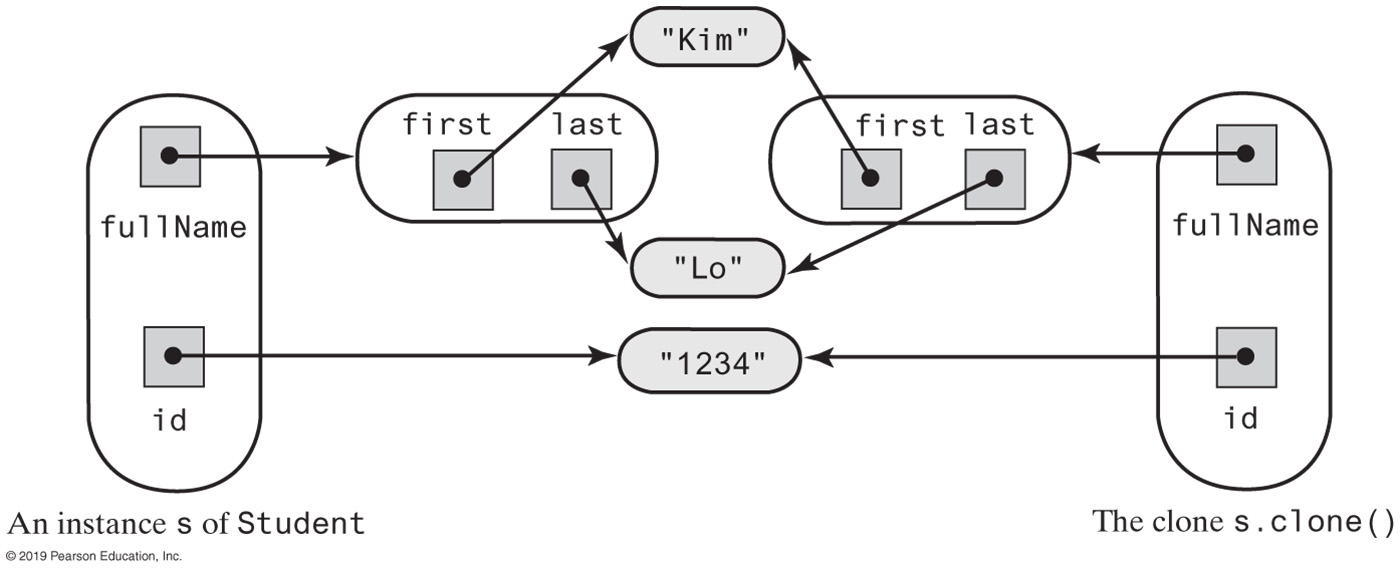 "Kim"
first last
first last
fullName
fullName
"Lo"
"1234"
id
id
An instance s of Student
The clone s.clone()
© 2019 Pearson Education, Inc.